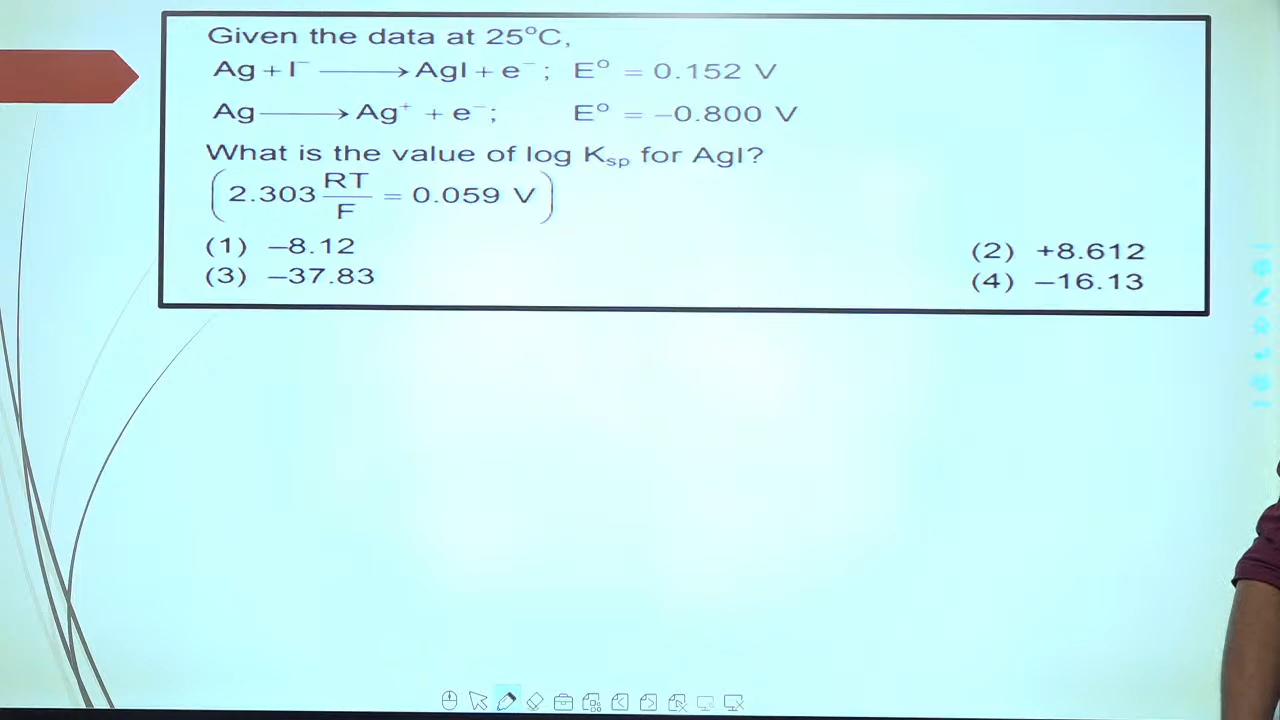 Given the data at 25°C,
Ag + I⁻ ⟶ AgI + e⁻ ; E° = 0.152 V
Ag ⟶ Ag⁺ + e⁻; E° = −0.800 V
What is the value of log Kₛₚ for AgI?
(2.303 RT/F = 0.059 V)
(1) −8.12 (2) +8.612
(3) −37.83 (4) −16.13